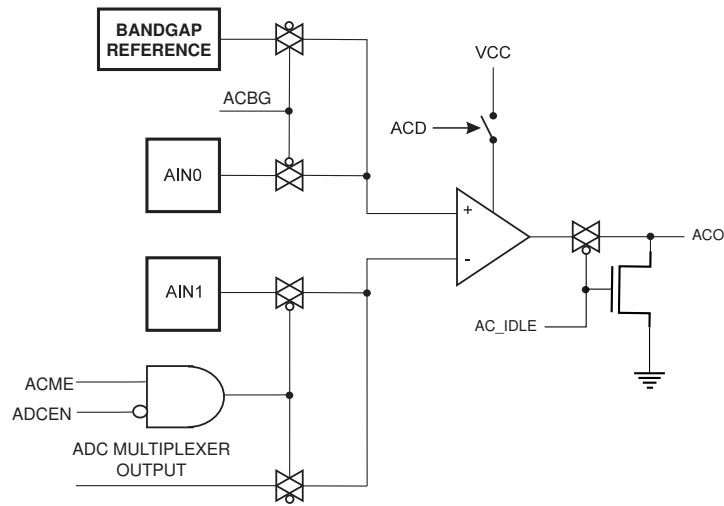 BANDGAP
REFERENCE
VCC
ACBG
ACD
AIN0
+
ACO
-
AIN1
AC_IDLE
ACME
ADCEN
ADC MULTIPLEXER
OUTPUT